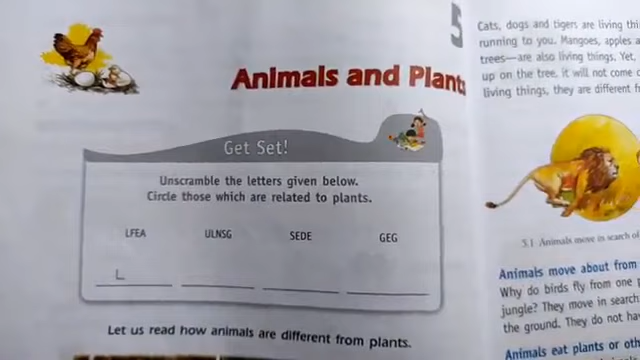 5
Animals and Plants
Get Set!
Unscramble the letters given below.
Circle those which are related to plants.
LFEA ULNSG SEDE GEG
L
Let us read how animals are different from plants.
Cats, dogs and tigers are living
running to you. Mangoes, apples
trees—are also living things. Yet,
up on the tree, it will not come
living things, they are different
5.1 Animals move in search of
Animals move about from
Why do birds fly from one
jungle? They move in search
the ground. They do not
Animals eat plants or